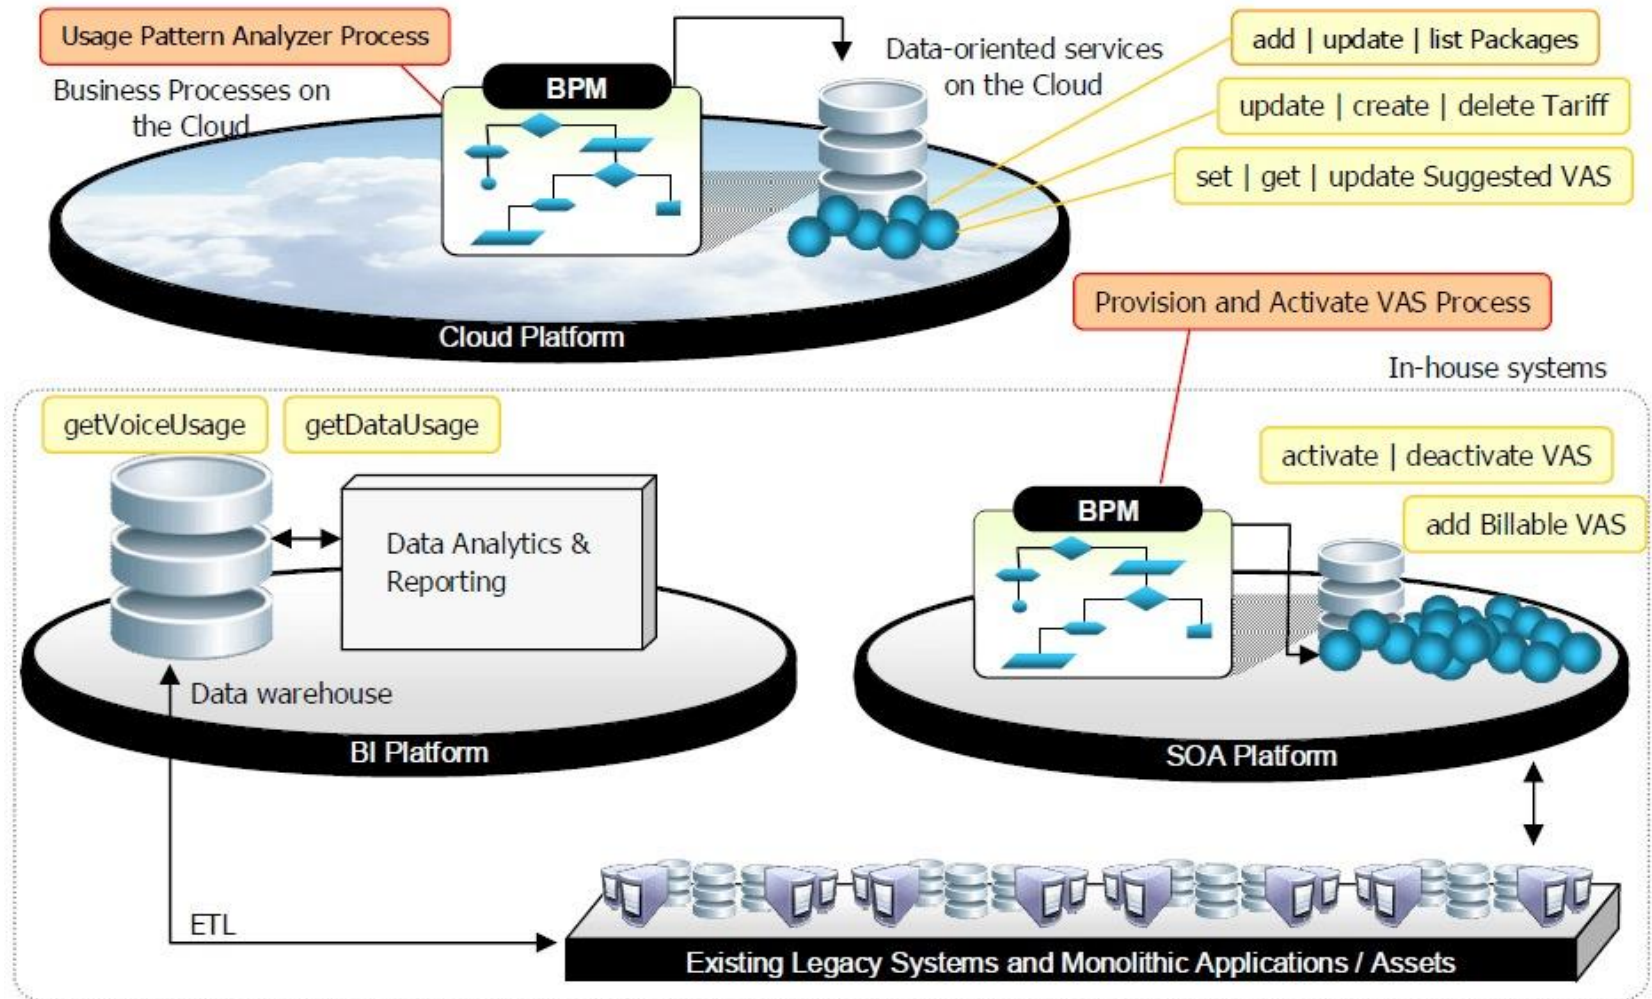 Usage Pattern Analyzer Process
Business Processes on
the Cloud
BPM
Data-oriented services
on the Cloud
add | update | list Packages
update | create | delete Tariff
set | get | update Suggested VAS
Cloud Platform
Provision and Activate VAS Process
In-house systems
getVoiceUsage
getDataUsage
Data Analytics &
Reporting
Data warehouse
BI Platform
activate | deactivate VAS
add Billable VAS
BPM
SOA Platform
ETL
Existing Legacy Systems and Monolithic Applications / Assets